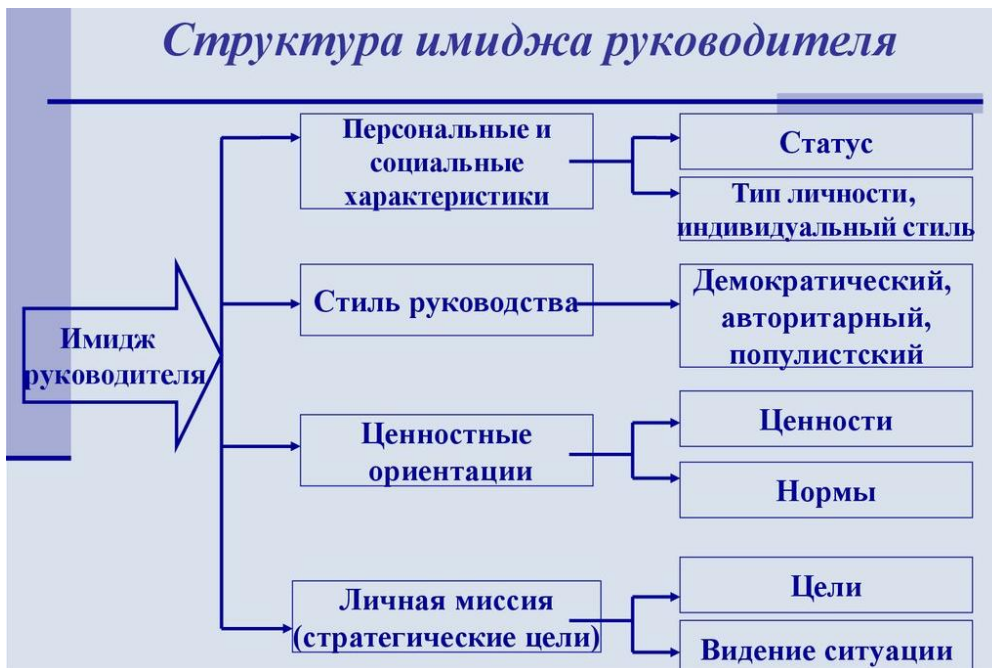 Структура имиджа руководителя
Имидж
руководителя
Персональные и
социальные
характеристики
Статус
Тип личности,
индивидуальный стиль
Стиль руководства
Демократический,
авторитарный,
популистский
Ценностные
ориентации
Ценности
Нормы
Личная миссия
(стратегические цели)
Цели
Видение ситуации